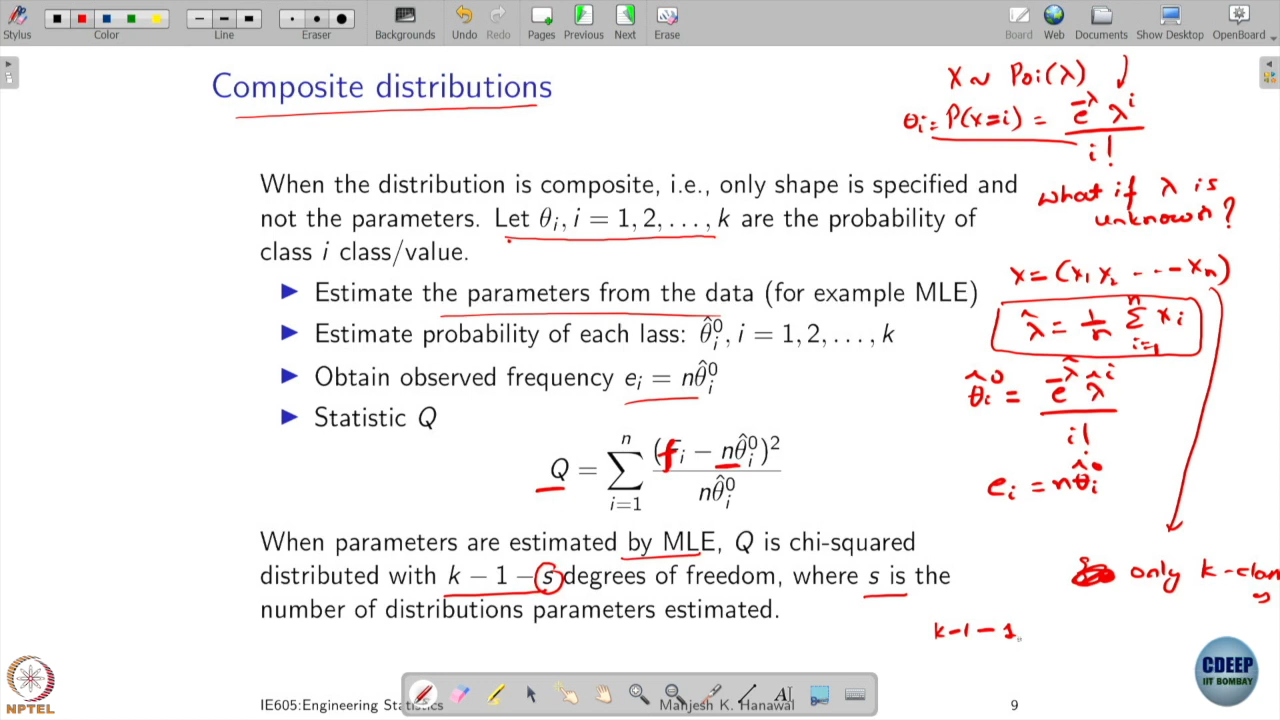 Stylus
Color
Line
Eraser
Backgrounds
Undo
Redo
Pages
Previous
Next
Erase
Board
Web
Documents
Show Desktop
OpenBoard
Composite distributions
When the distribution is composite, i.e., only shape is specified and
not the parameters. Let θ_i, i = 1, 2, . . . , k are the probability of
class i class/value.
Estimate the parameters from the data (for example MLE)
Estimate probability of each lass: θ̂_i^0, i = 1, 2, . . . , k
Obtain observed frequency e_i = nθ̂_i^0
Statistic Q
Q = ∑_{i=1}^{n} (f_i − nθ̂_i^0)^2 / nθ̂_i^0
When parameters are estimated by MLE, Q is chi-squared
distributed with k − 1 − s degrees of freedom, where s is the
number of distributions parameters estimated.
X ~ Poi(λ)
θ_i = P(X=i) = e^{-λ} λ^i / i!
what if λ is
unknown?
X = (X_1 X_2 ---- X_n)
λ̂ = 1/n ∑_{i=1}^{n} X_i
θ̂_i^0 = e^{-λ̂} λ̂^i / i!
e_i = nθ̂_i^0
only k-clas
s
k-1-1
NPTEL
IE605:Engineering Statistics
Manjesh K. Hanawal
9
CDEEP
IIT BOMBAY